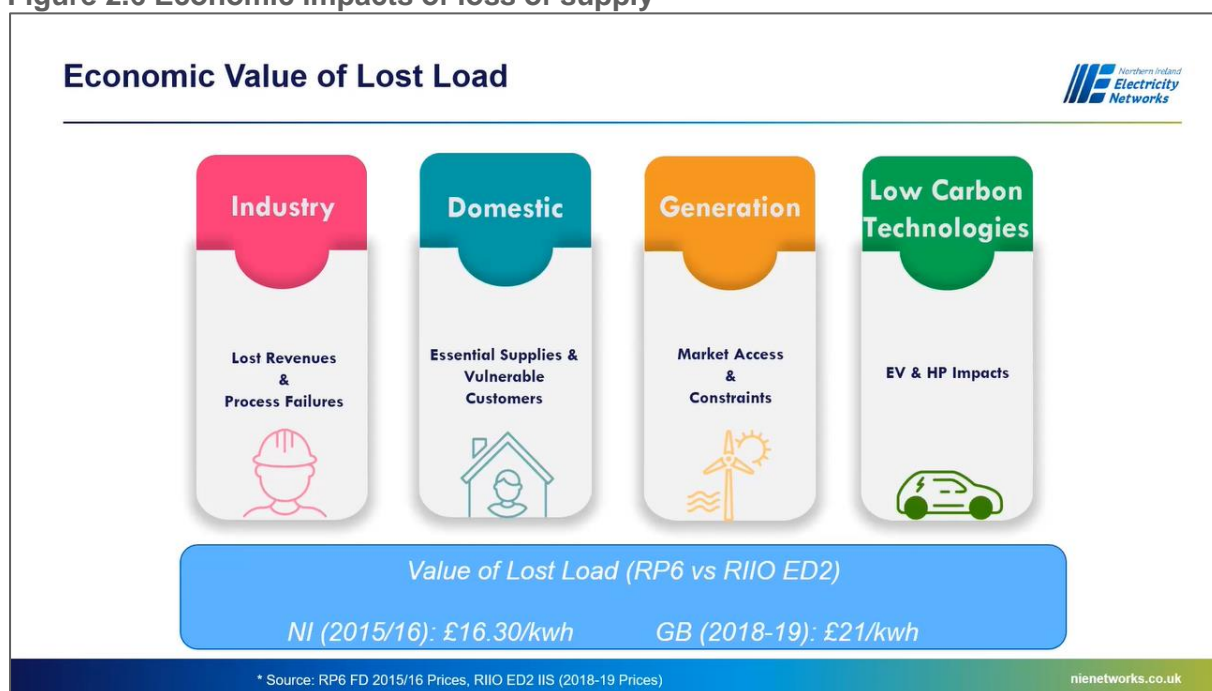 Figure 2.6 Economic impacts of loss of supply
Economic Value of Lost Load
Northern Ireland
Electricity
Networks
Industry
Lost Revenues
&
Process Failures
Domestic
Essential Supplies &
Vulnerable
Customers
Generation
Market Access
&
Constraints
Low Carbon
Technologies
EV & HP Impacts
Value of Lost Load (RP6 vs RIIO ED2)
NI (2015/16): £16.30/kwh GB (2018-19): £21/kwh
* Source: RP6 FD 2015/16 Prices, RIIO ED2 IIS (2018-19 Prices)
nienetworks.co.uk